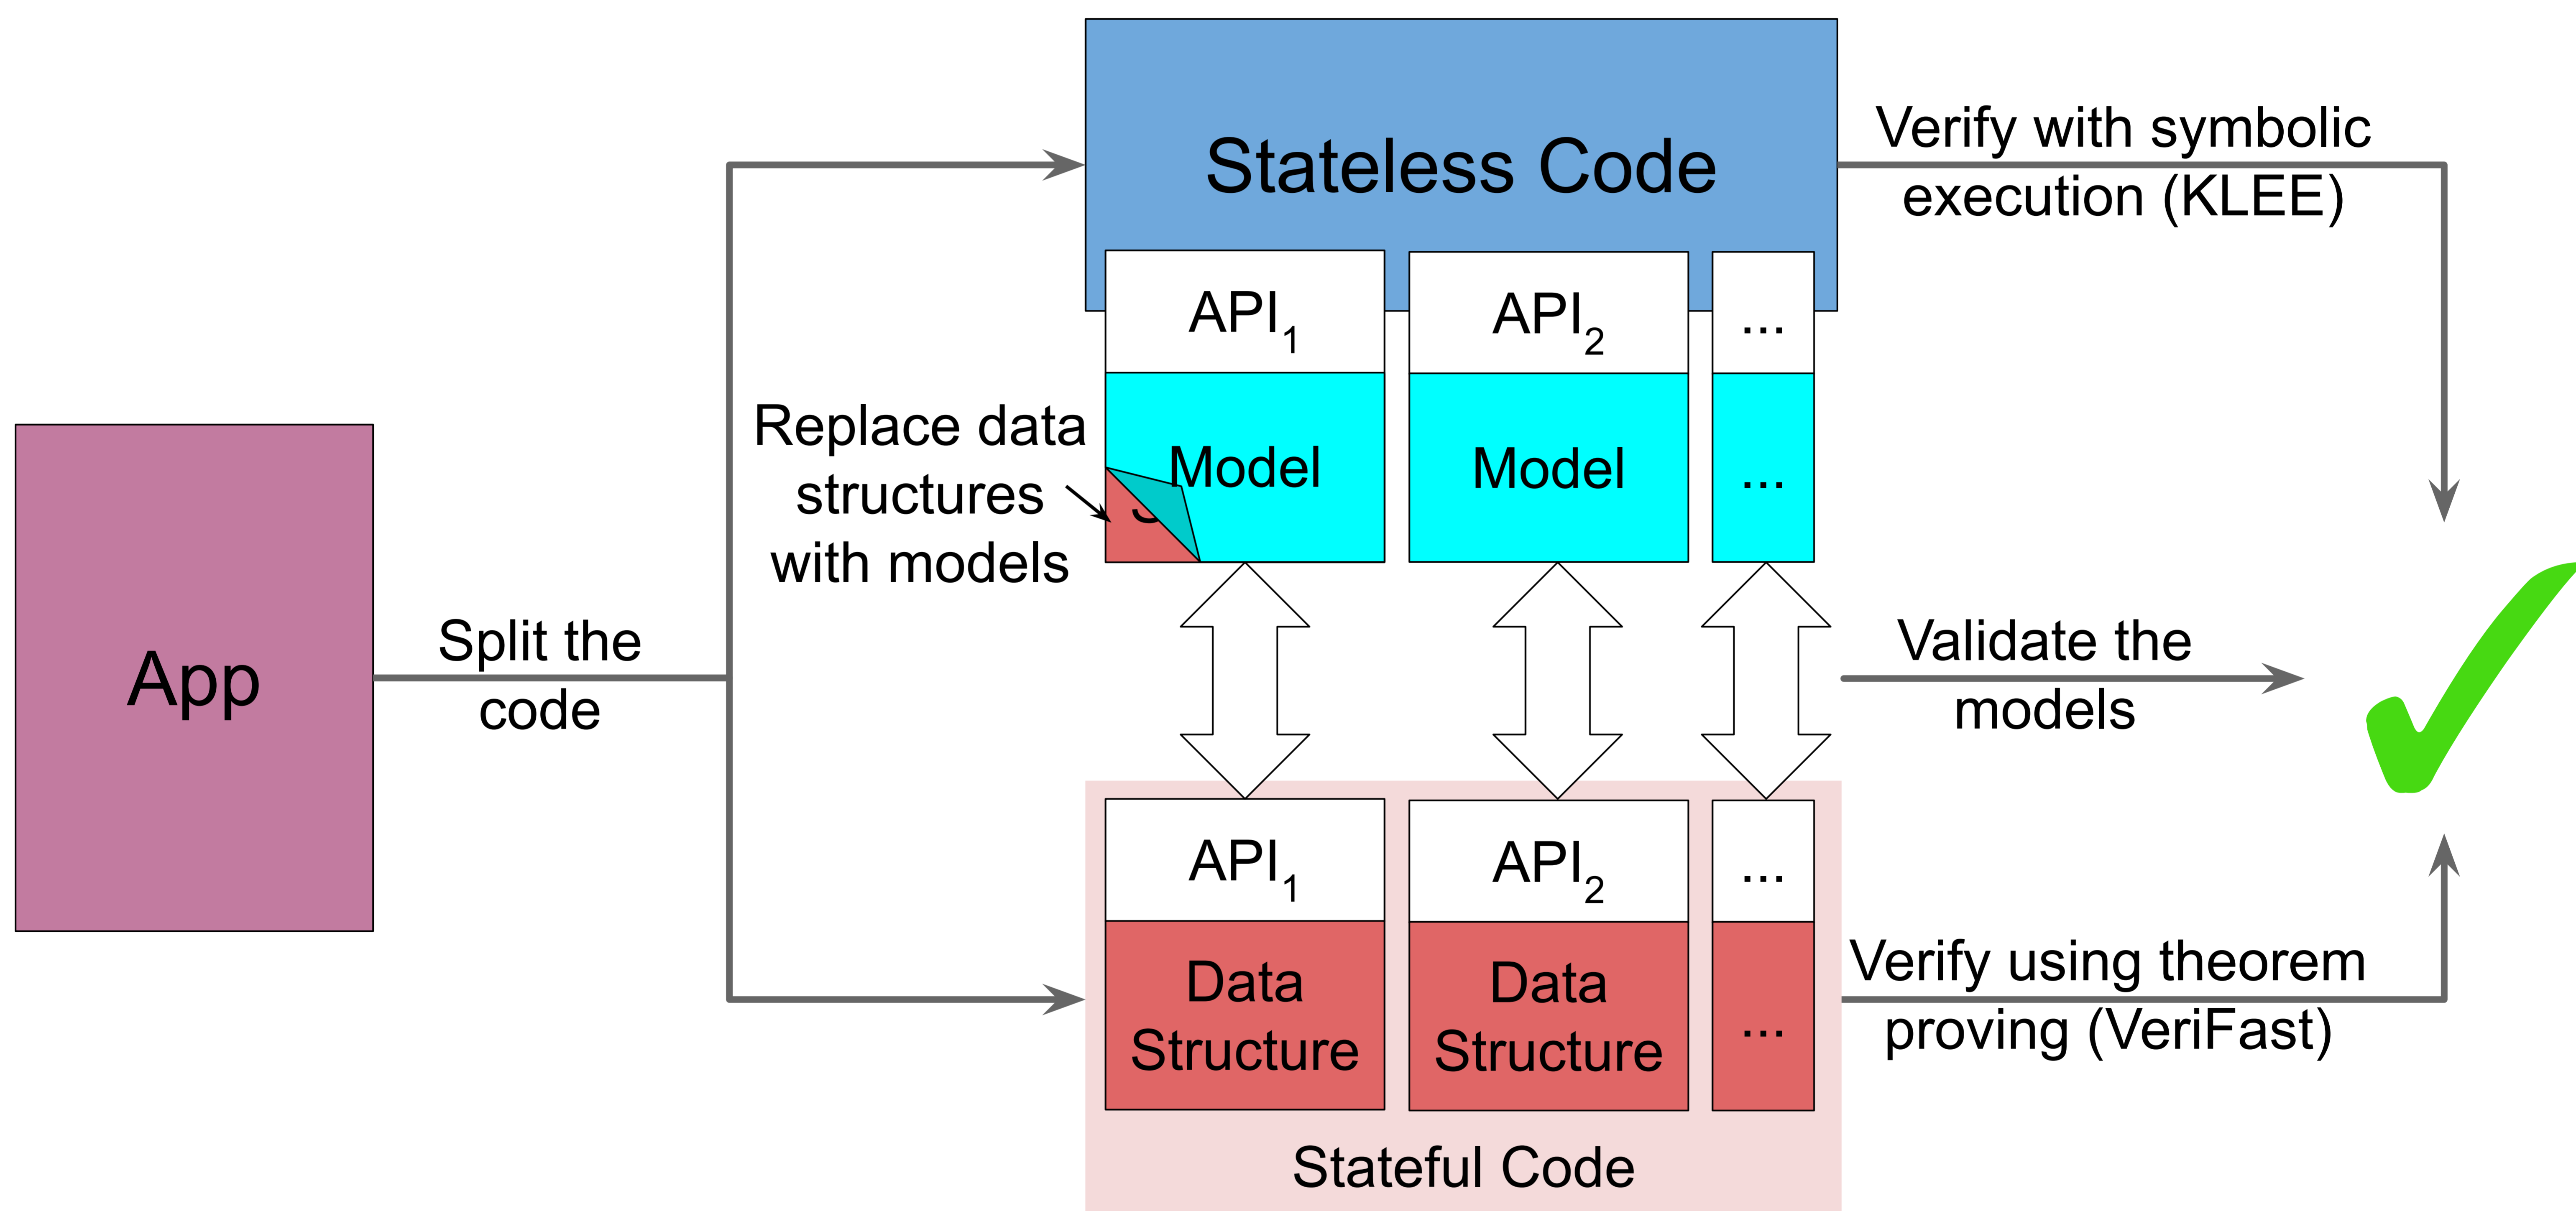 Stateless Code
Verify with symbolic
execution (KLEE)
API1
API2
...
Replace data
structures
with models
Model
Model
...
App
Split the
code
Validate the
models
API1
API2
...
Data
Structure
Data
Structure
...
Verify using theorem
proving (VeriFast)
Stateful Code